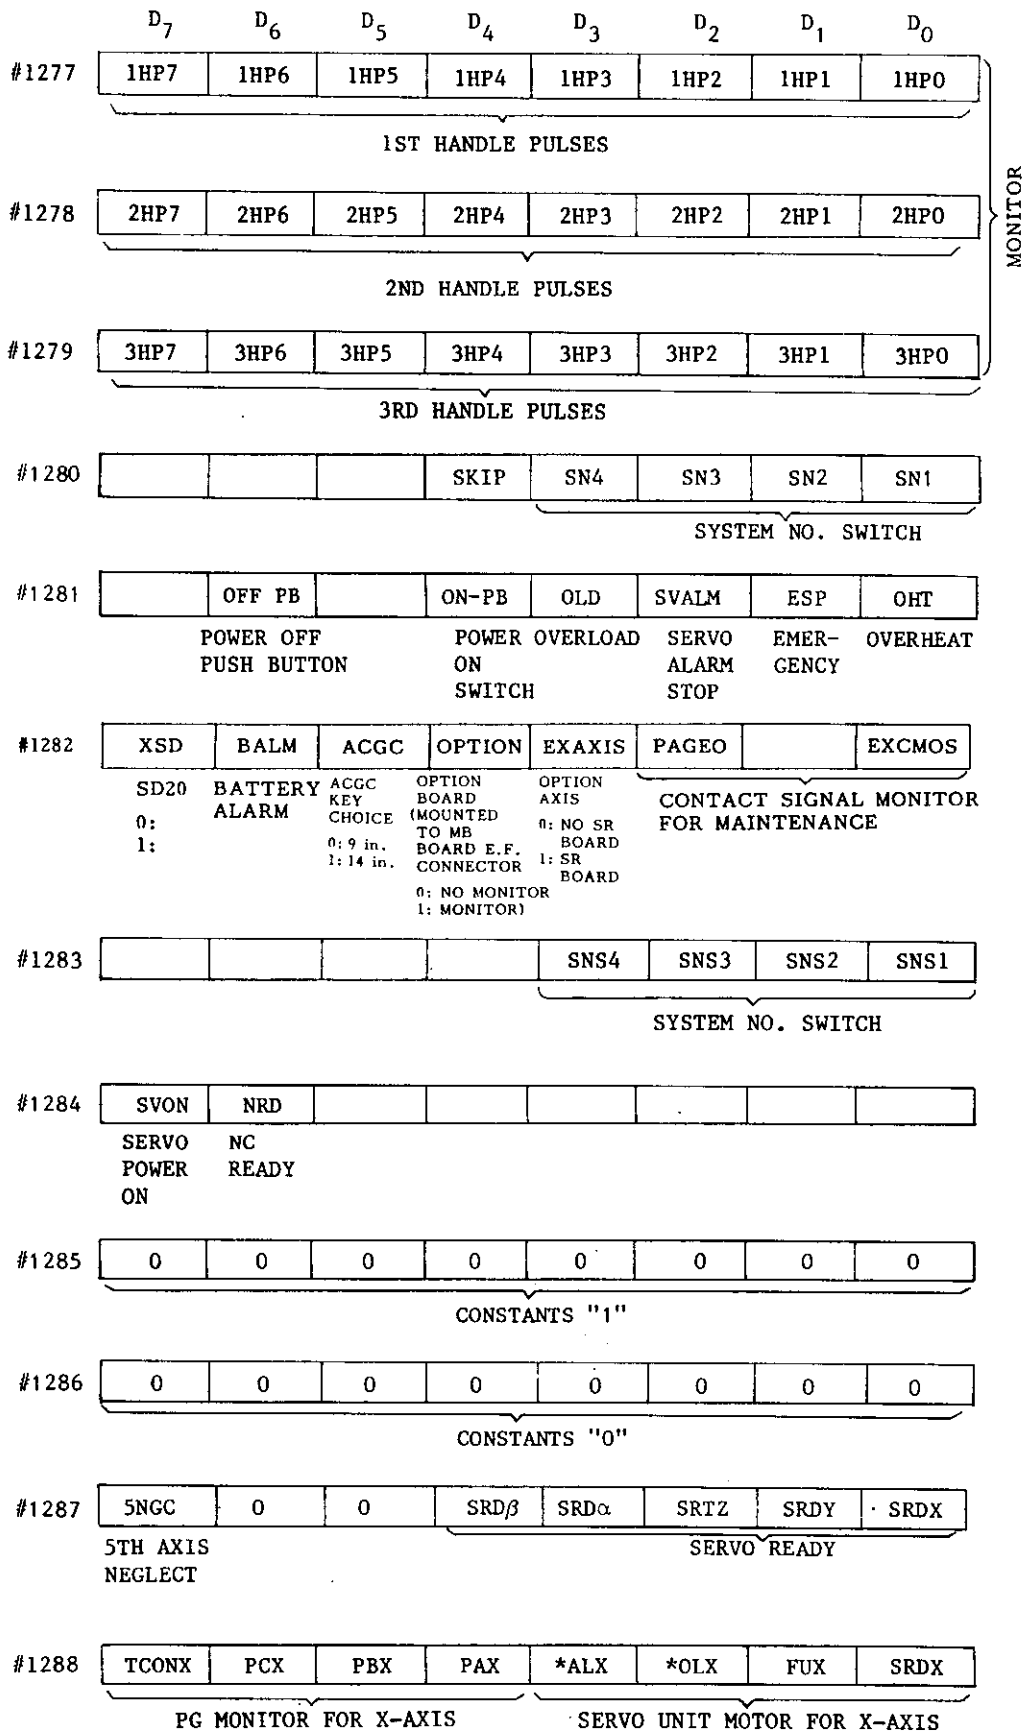 D7 D6 D5 D4 D3 D2 D1 D0
#1277 1HP7 1HP6 1HP5 1HP4 1HP3 1HP2 1HP1 1HP0
1ST HANDLE PULSES
#1278 2HP7 2HP6 2HP5 2HP4 2HP3 2HP2 2HP1 2HP0
2ND HANDLE PULSES
MONITOR
#1279 3HP7 3HP6 3HP5 3HP4 3HP3 3HP2 3HP1 3HP0
3RD HANDLE PULSES
#1280 SKIP SN4 SN3 SN2 SN1
SYSTEM NO. SWITCH
#1281 OFF PB ON-PB OLD SVALM ESP OHT
POWER OFF
PUSH BUTTON
POWER
ON
SWITCH
OVERLOAD
SERVO
ALARM
STOP
EMER-
GENCY
OVERHEAT
#1282 XSD BALM ACGC OPTION EXAXIS PAGEO EXCMOS
SD20
0:
1:
BATTERY
ALARM
ACGC
KEY
CHOICE
0: 9 in.
1: 14 in.
OPTION
BOARD
(MOUNTED
TO MB
BOARD E.F.
CONNECTOR
0: NO MONITOR
1: MONITOR)
OPTION
AXIS
0: NO SR
BOARD
1: SR
BOARD
CONTACT SIGNAL MONITOR
FOR MAINTENANCE
#1283 SNS4 SNS3 SNS2 SNS1
SYSTEM NO. SWITCH
#1284 SVON NRD
SERVO
POWER
ON
NC
READY
#1285 0 0 0 0 0 0 0 0
CONSTANTS "1"
#1286 0 0 0 0 0 0 0 0
CONSTANTS "0"
#1287 5NGC 0 0 SRDβ SRDα SRTZ SRDY SRDX
5TH AXIS
NEGLECT
SERVO READY
#1288 TCONX PCX PBX PAX *ALX *OLX FUX SRDX
PG MONITOR FOR X-AXIS
SERVO UNIT MOTOR FOR X-AXIS